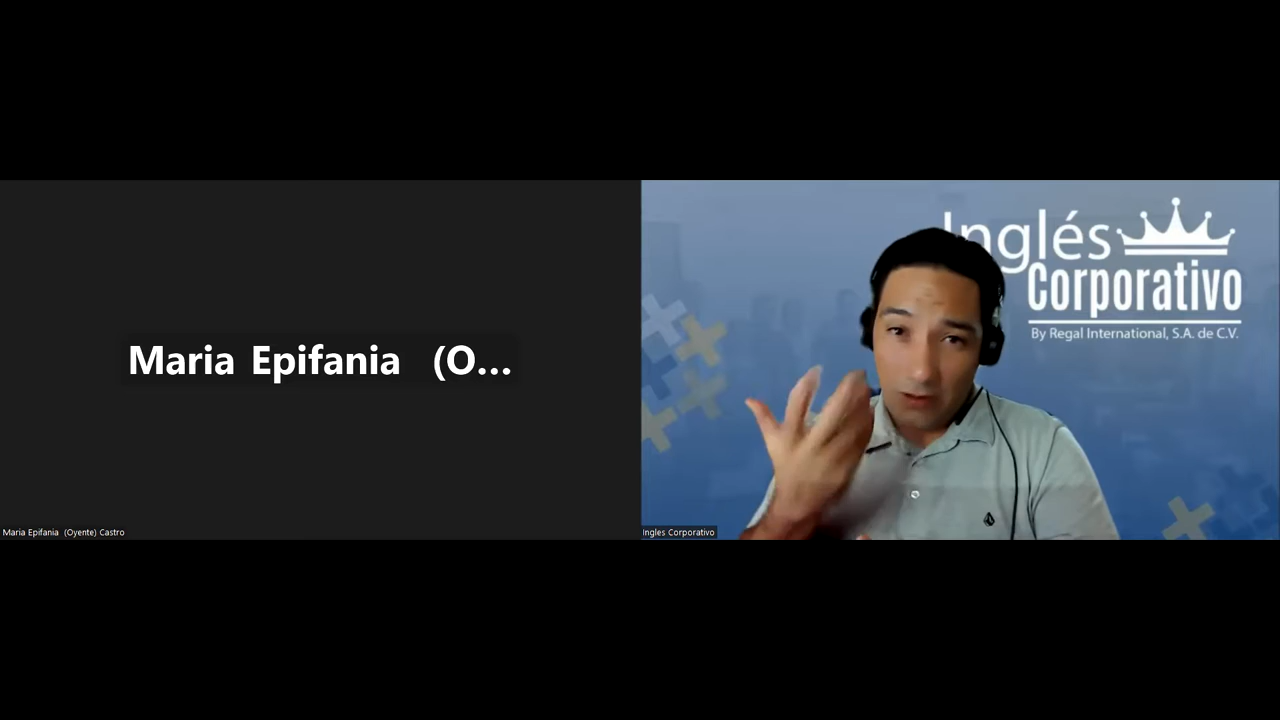 Maria Epifania (O...
Maria Epifania (Oyente) Castro
Inglés
Corporativo
By Regal International, S.A. de C.V.
Ingles Corporativo